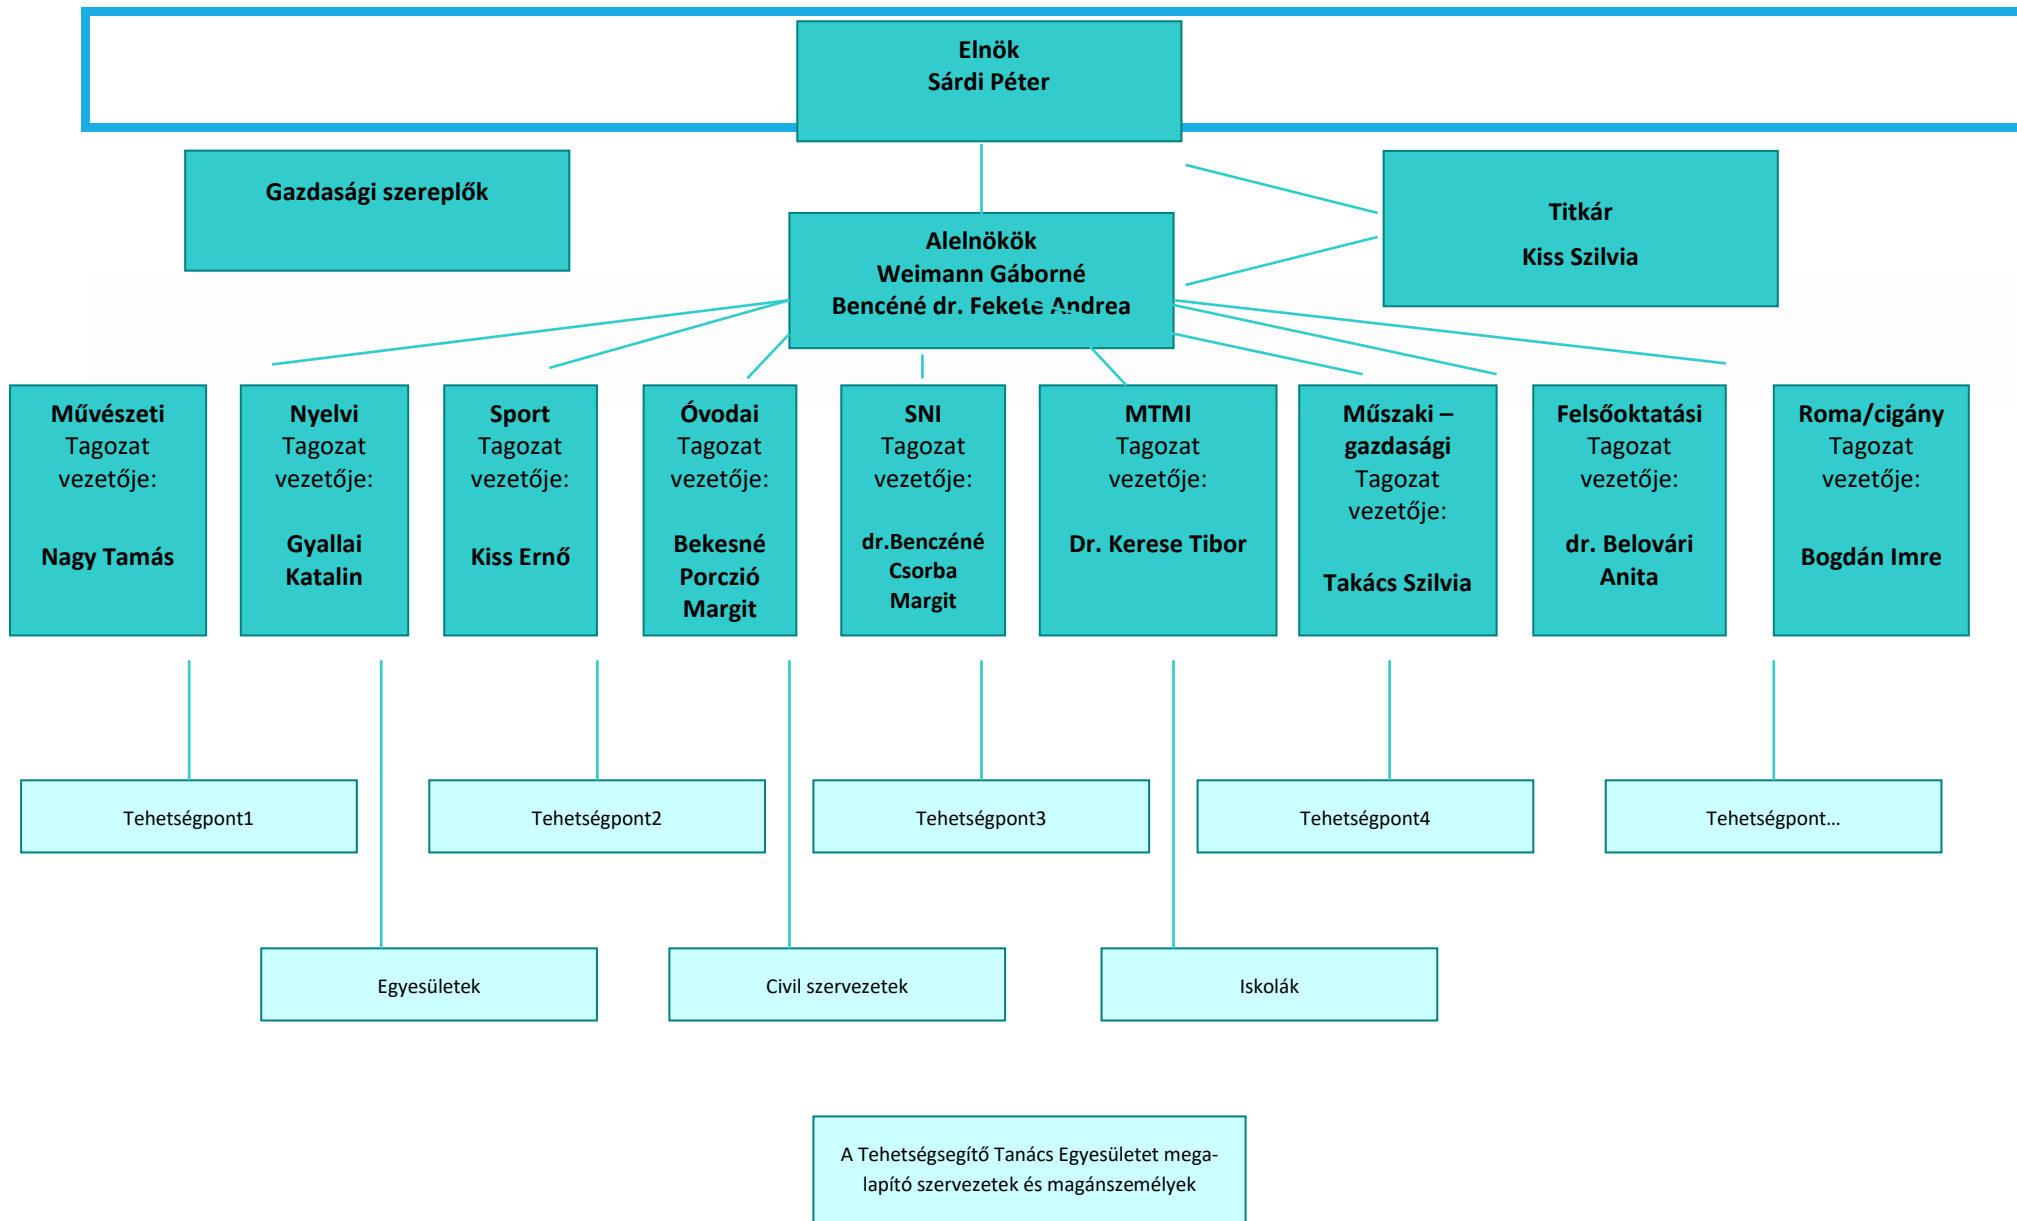 Elnök
Sárdi Péter
Gazdasági szereplők
Titkár
Kiss Szilvia
Alelnökök
Weimann Gáborné
Bencéné dr. Fekete Andrea
Művészeti
Tagozat
vezetője:
Nagy Tamás
Nyelvi
Tagozat
vezetője:
Gyallai
Katalin
Sport
Tagozat
vezetője:
Kiss Ernő
Óvodai
Tagozat
vezetője:
Bekesné
Porczió
Margit
SNI
Tagozat
vezetője:
dr.Benczéné
Csorba
Margit
MTMI
Tagozat
vezetője:
Dr. Kerese Tibor
Műszaki –
gazdasági
Tagozat
vezetője:
Takács Szilvia
Felsőoktatási
Tagozat
vezetője:
dr. Belovári
Anita
Roma/cigány
Tagozat
vezetője:
Bogdán Imre
Tehetségpont1
Tehetségpont2
Tehetségpont3
Tehetségpont4
Tehetségpont...
Egyesületek
Civil szervezetek
Iskolák
A Tehetségsegítő Tanács Egyesületet mega-
lapító szervezetek és magánszemélyek